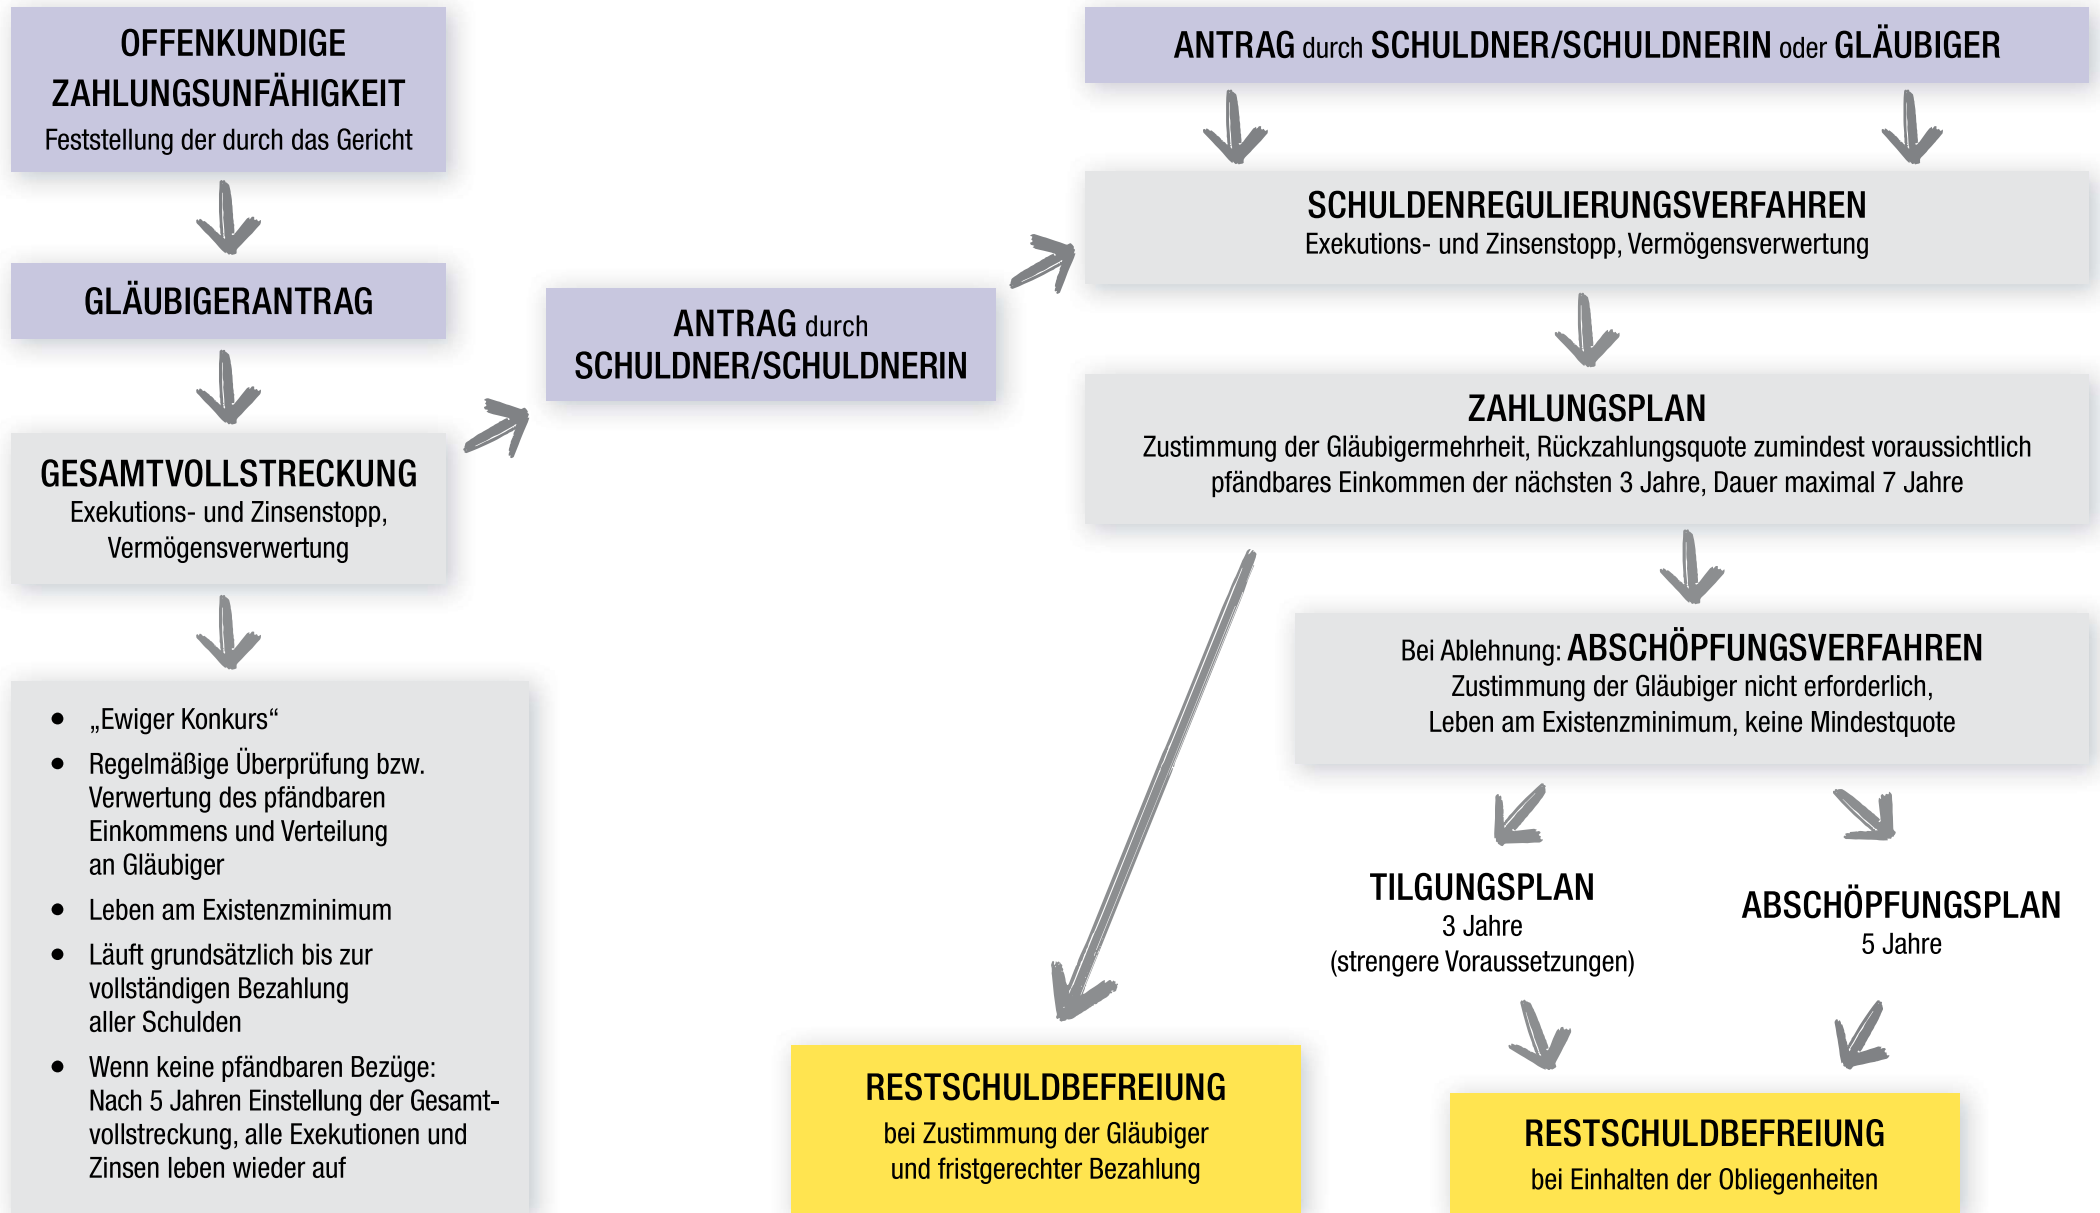 OFFENKUNDIGE
ZAHLUNGSUNFÄHIGKEIT
Feststellung der durch das Gericht
GLÄUBIGERANTRAG
GESAMTVOLLSTRECKUNG
Exekutions- und Zinsenstopp,
Vermögensverwertung
• „Ewiger Konkurs“
• Regelmäßige Überprüfung bzw.
Verwertung des pfändbaren
Einkommens und Verteilung
an Gläubiger
• Leben am Existenzminimum
• Läuft grundsätzlich bis zur
vollständigen Bezahlung
aller Schulden
• Wenn keine pfändbaren Bezüge:
Nach 5 Jahren Einstellung der Gesamt-
vollstreckung, alle Exekutionen und
Zinsen leben wieder auf
ANTRAG durch
SCHULDNER/SCHULDNERIN
ANTRAG durch SCHULDNER/SCHULDNERIN oder GLÄUBIGER
SCHULDENREGULIERUNGSVERFAHREN
Exekutions- und Zinsenstopp, Vermögensverwertung
ZAHLUNGSPLAN
Zustimmung der Gläubigermehrheit, Rückzahlungsquote zumindest voraussichtlich
pfändbares Einkommen der nächsten 3 Jahre, Dauer maximal 7 Jahre
Bei Ablehnung: ABSCHÖPFUNGSVERFAHREN
Zustimmung der Gläubiger nicht erforderlich,
Leben am Existenzminimum, keine Mindestquote
TILGUNGSPLAN
3 Jahre
(strengere Voraussetzungen)
ABSCHÖPFUNGSPLAN
5 Jahre
RESTSCHULDBEFREIUNG
bei Zustimmung der Gläubiger
und fristgerechter Bezahlung
RESTSCHULDBEFREIUNG
bei Einhalten der Obliegenheiten